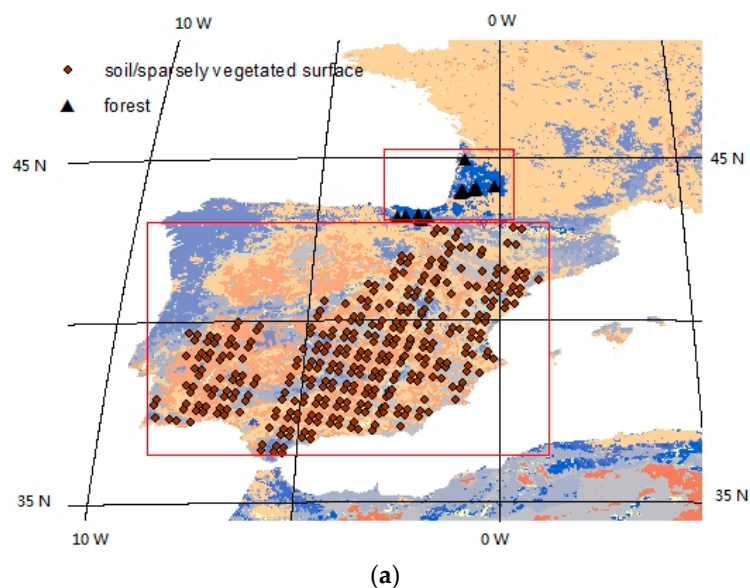 10 W
0 W
soil/sparsely vegetated surface
forest
45 N
45 N
35 N
35 N
10 W
0 W
(a)